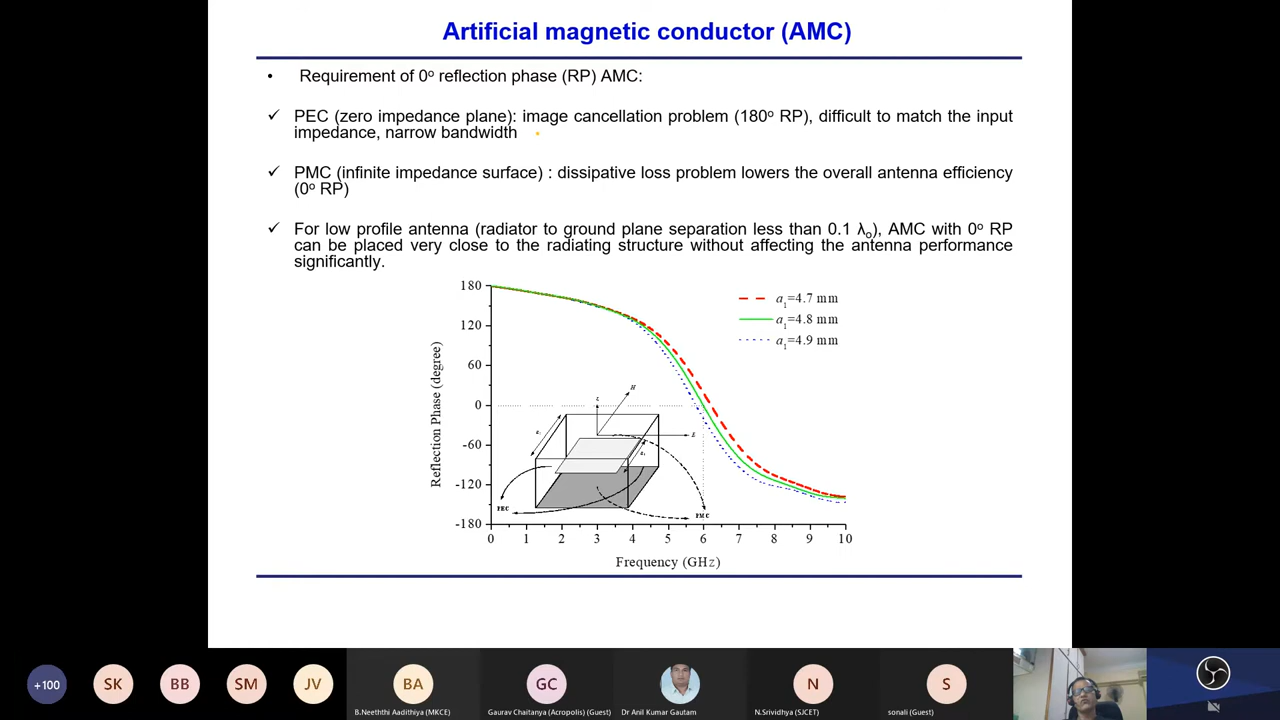 Artificial magnetic conductor (AMC)
• Requirement of 0º reflection phase (RP) AMC:
✓ PEC (zero impedance plane): image cancellation problem (180º RP), difficult to match the input
impedance, narrow bandwidth
✓ PMC (infinite impedance surface) : dissipative loss problem lowers the overall antenna efficiency
(0º RP)
✓ For low profile antenna (radiator to ground plane separation less than 0.1 λo), AMC with 0º RP
can be placed very close to the radiating structure without affecting the antenna performance
significantly.
180
120
60
0
-60
-120
-180
Reflection Phase (degree)
a1=4.7 mm
a1=4.8 mm
a1=4.9 mm
H
E
PEC
PMC
0 1 2 3 4 5 6 7 8 9 10
Frequency (GHz)
+100
SK
BB
SM
JV
BA
GC
N
S
B.Neeththi Aadithiya (MKCE)
Gaurav Chaitanya (Acropolis) (Guest)
Dr Anil Kumar Gautam
N.Srividhya (SJCET)
sonali (Guest)